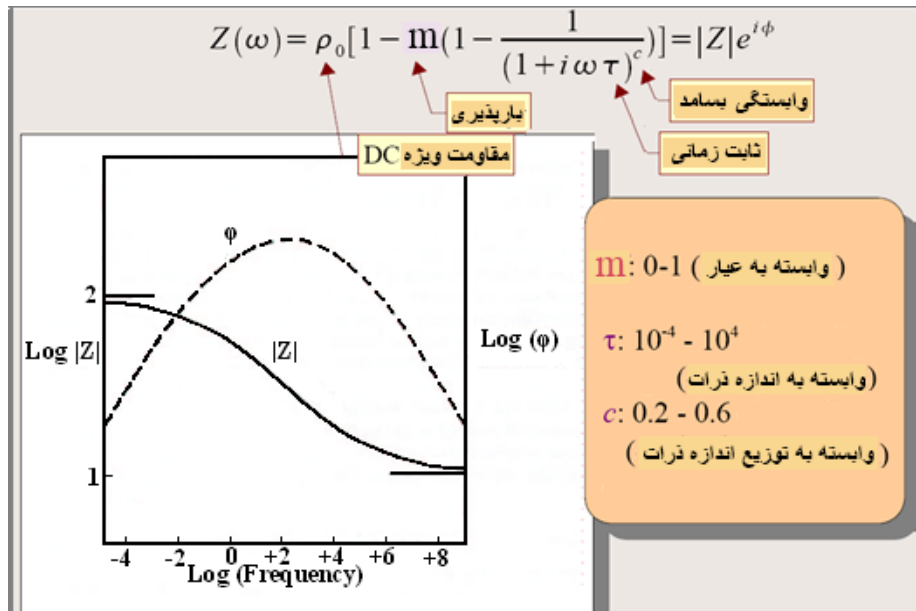 Z(ω)=ρ₀[1−m(1−1/(1+iωτ)ᶜ)]=|Z|e^{iϕ}
وابستگی بسامد
بارپذیری
ثابت زمانی
مقاومت ویژه DC
φ
2
Log |Z|
|Z|
Log (φ)
1
-4 -2 0 +2 +4 +6 +8
Log (Frequency)
m: 0-1 (وابسته به عیار)
τ: 10⁻⁴ - 10⁴
(وابسته به اندازه ذرات)
c: 0.2 - 0.6
(وابسته به توزیع اندازه ذرات)